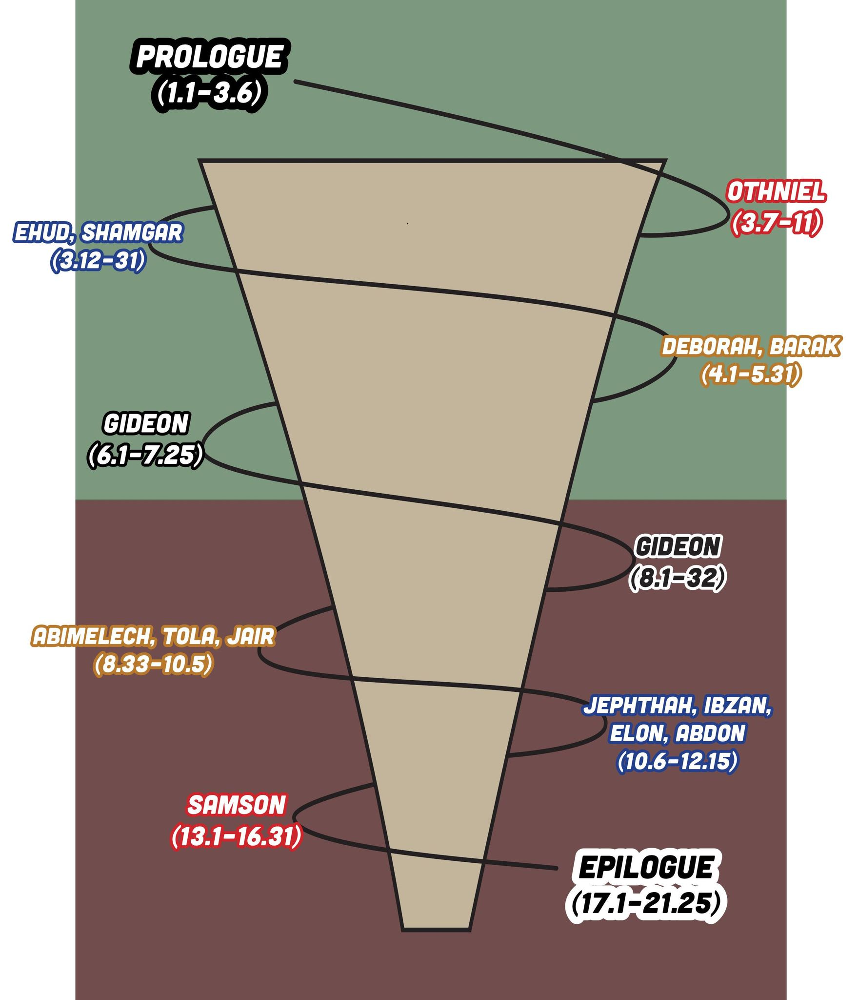 PROLOGUE
(1.1-3.6)
OTHNIEL
(3.7-11)
EHUD, SHAMGAR
(3.12-31)
DEBORAH, BARAK
(4.1-5.31)
GIDEON
(6.1-7.25)
GIDEON
(8.1-32)
ABIMELECH, TOLA, JAIR
(8.33-10.5)
JEPHTHAH, IBZAN,
ELON, ABDON
(10.6-12.15)
SAMSON
(13.1-16.31)
EPILOGUE
(17.1-21.25)